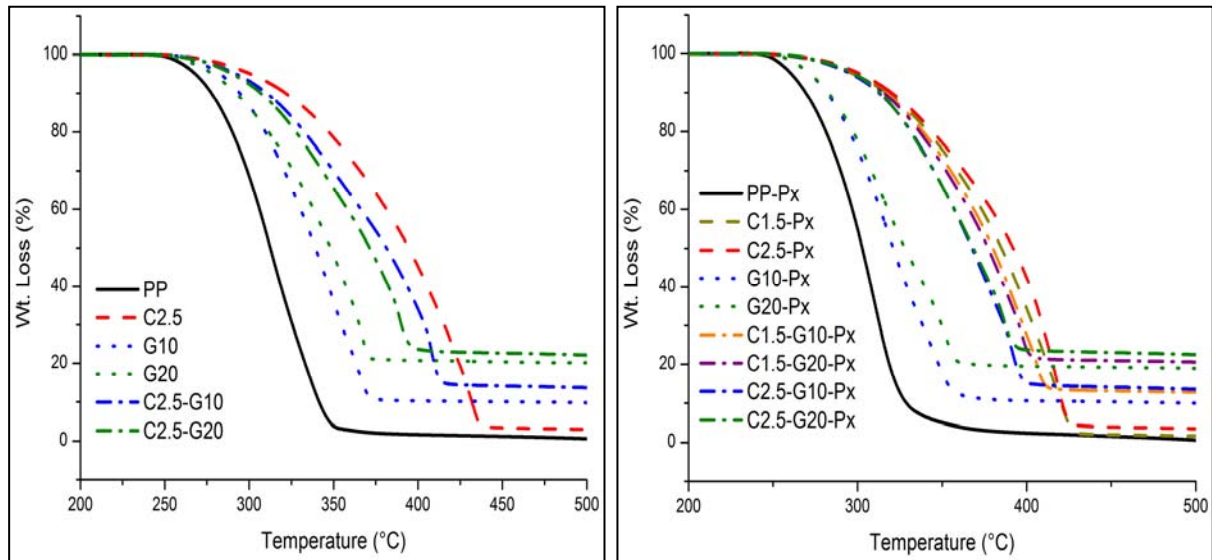 100
80
60
40
20
0
Wt. Loss (%)
PP
C2.5
G10
G20
C2.5-G10
C2.5-G20
200 250 300 350 400 450 500
Temperature (°C)
100
80
60
40
20
0
Wt. Loss (%)
PP-Px
C1.5-Px
C2.5-Px
G10-Px
G20-Px
C1.5-G10-Px
C1.5-G20-Px
C2.5-G10-Px
C2.5-G20-Px
200 300 400 500
Temperature (°C)